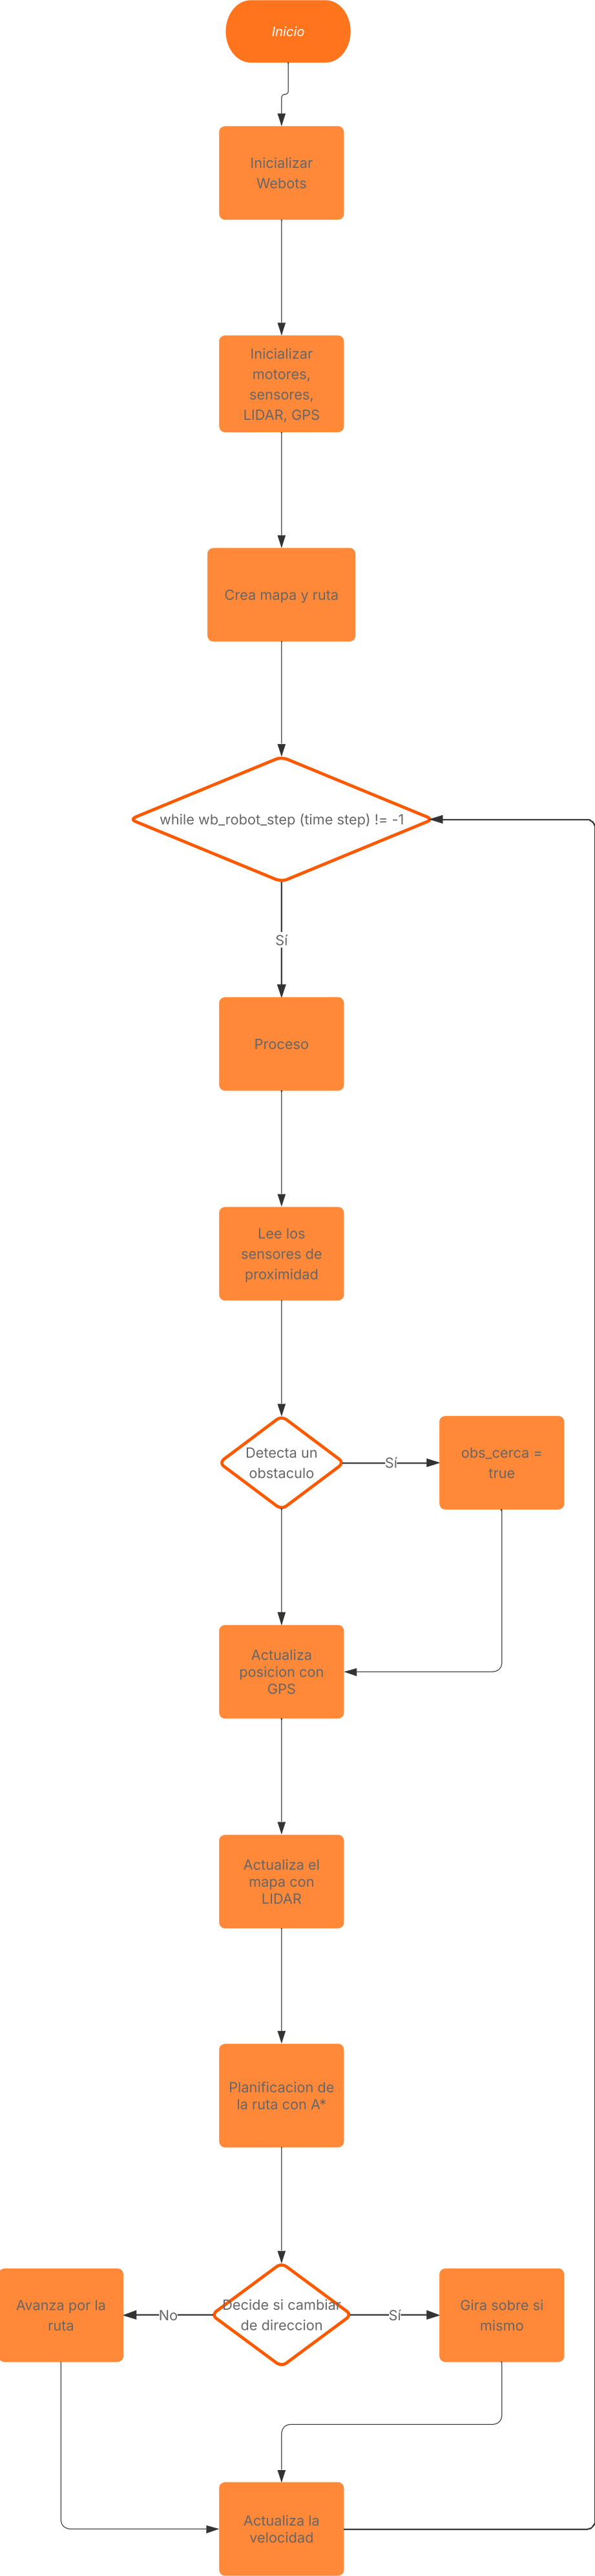 Inicio
Inicializar
Webots
Inicializar
motores,
sensores,
LIDAR, GPS
Crea mapa y ruta
while wb_robot_step (time step) != -1
Sí
Proceso
Lee los
sensores de
proximidad
Detecta un
obstaculo
Sí
obs_cerca =
true
Actualiza
posicion con
GPS
Actualiza el
mapa con
LIDAR
Planificacion de
la ruta con A*
Avanza por la
ruta
No
Decide si cambiar
de direccion
Sí
Gira sobre si
mismo
Actualiza la
velocidad